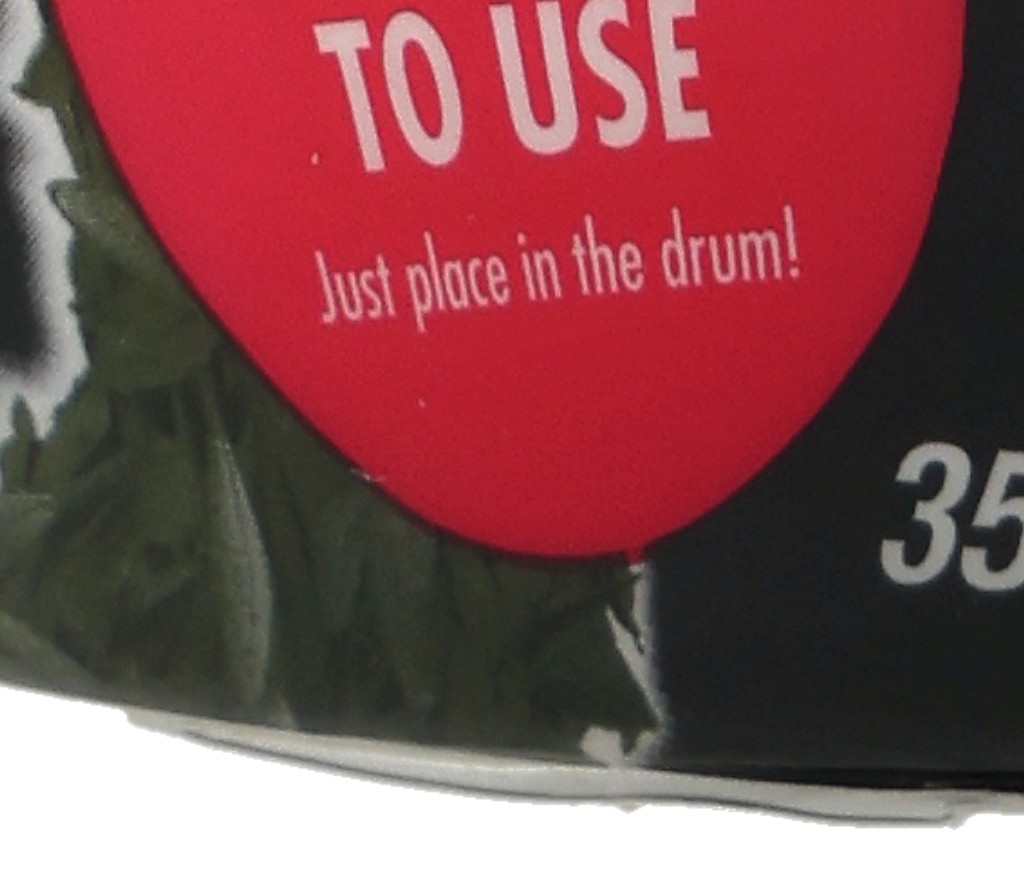 TO USE
Just place in the drum!
35